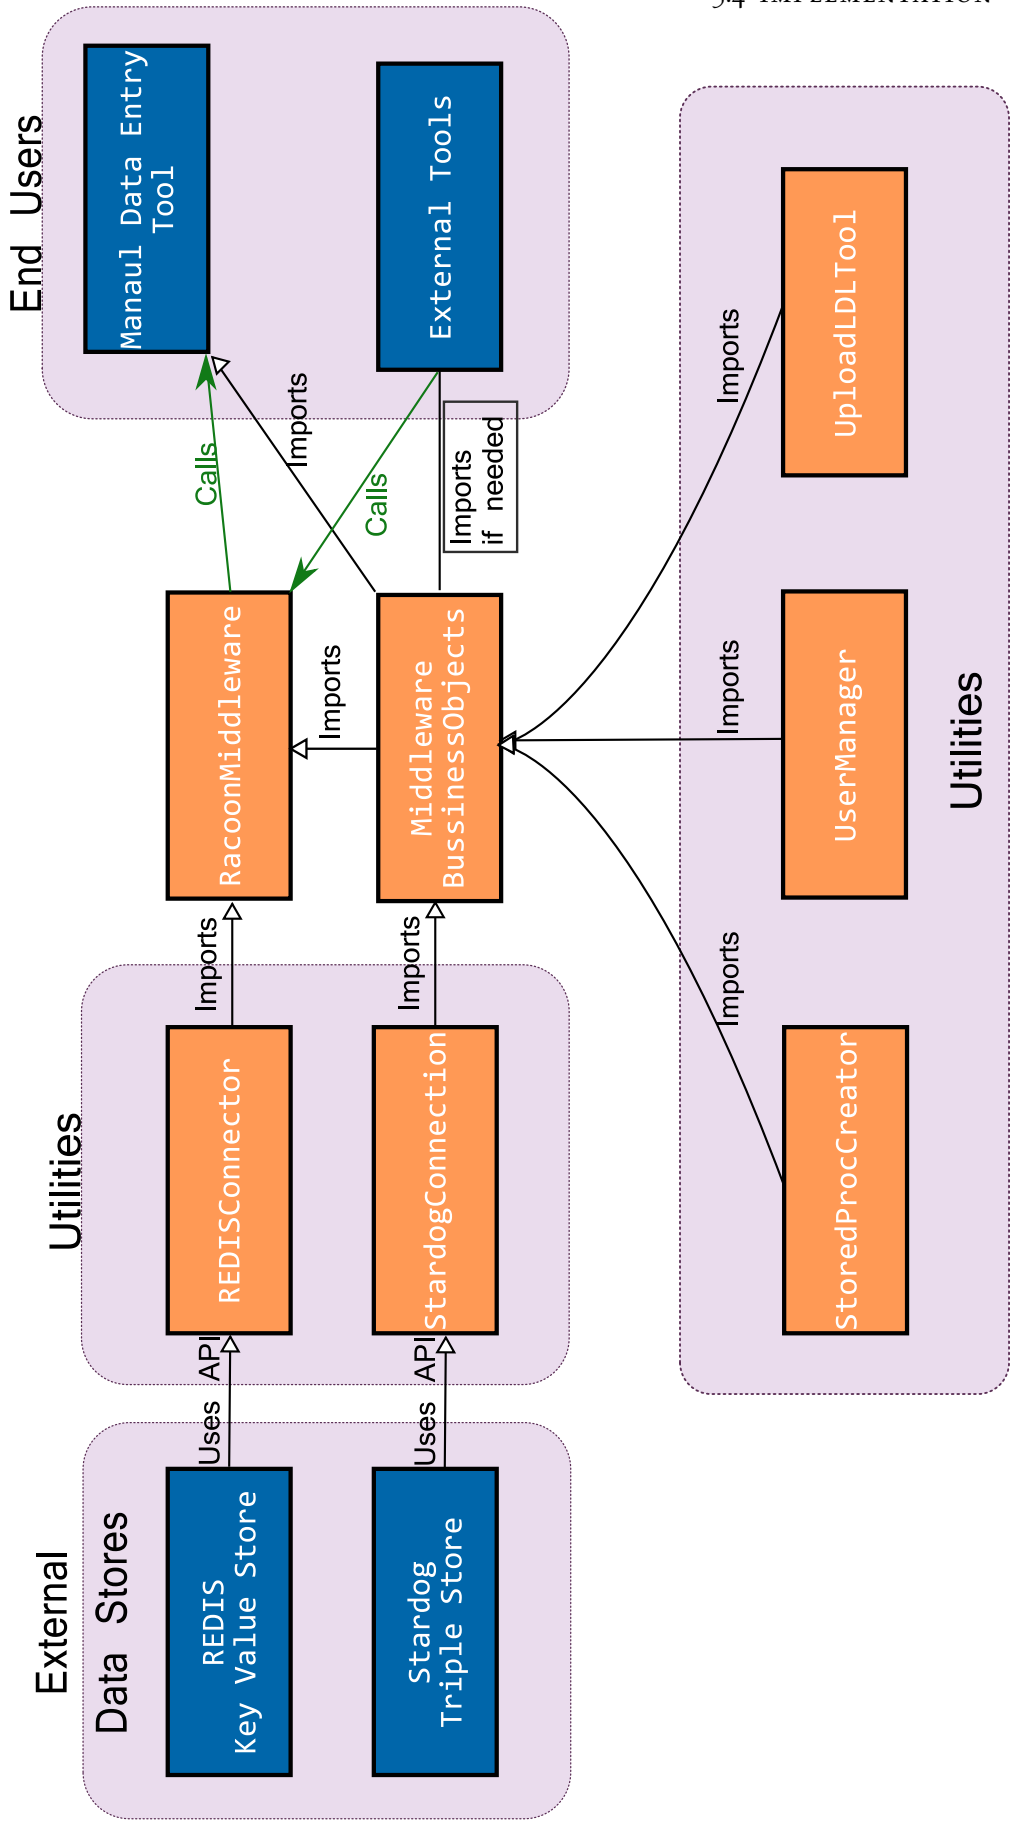 End Users
Manaul Data Entry
Tool
External Tools
Calls
Imports
Calls
Imports
if needed
RacoonMiddleware
Imports
Middleware
BussinessObjects
Imports
Imports
Utilities
REDISConnector
StardogConnection
Uses API
Uses API
External
Data Stores
REDIS
Key Value Store
Stardog
Triple Store
Imports
Imports
Imports
UploadLDLTool
UserManager
StoredProcCreator
Utilities